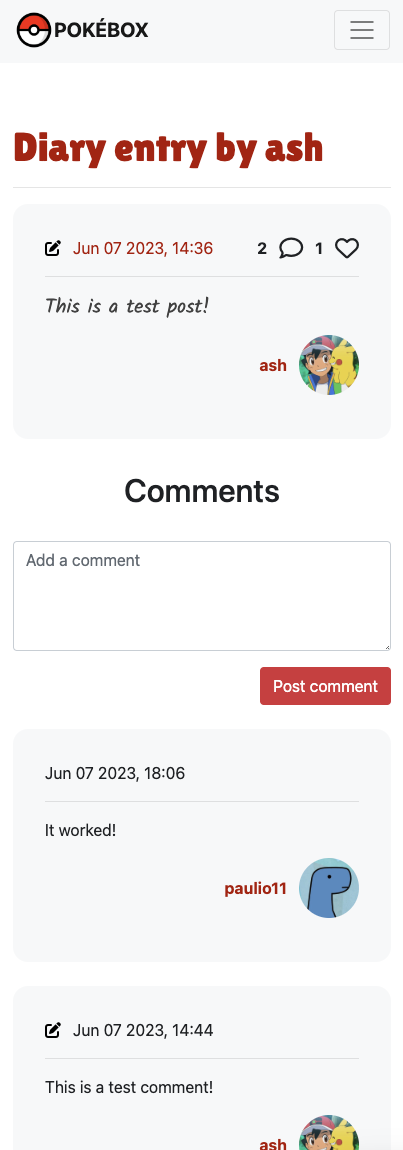 POKÉBOX
Diary entry by ash
Jun 07 2023, 14:36 2 1
This is a test post!
ash
Comments
Add a comment
Post comment
Jun 07 2023, 18:06
It worked!
paulio11
Jun 07 2023, 14:44
This is a test comment!
ash